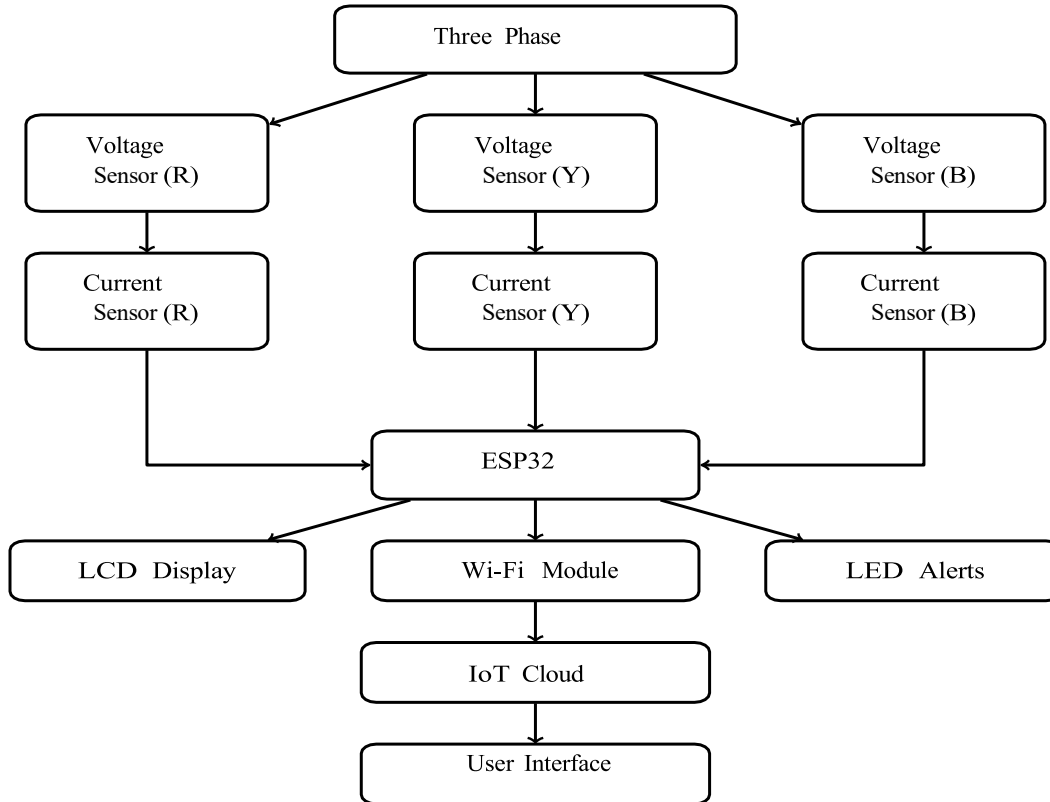 Three Phase
Voltage
Sensor (R)
Voltage
Sensor (Y)
Voltage
Sensor (B)
Current
Sensor (R)
Current
Sensor (Y)
Current
Sensor (B)
ESP32
LCD Display
Wi-Fi Module
LED Alerts
IoT Cloud
User Interface